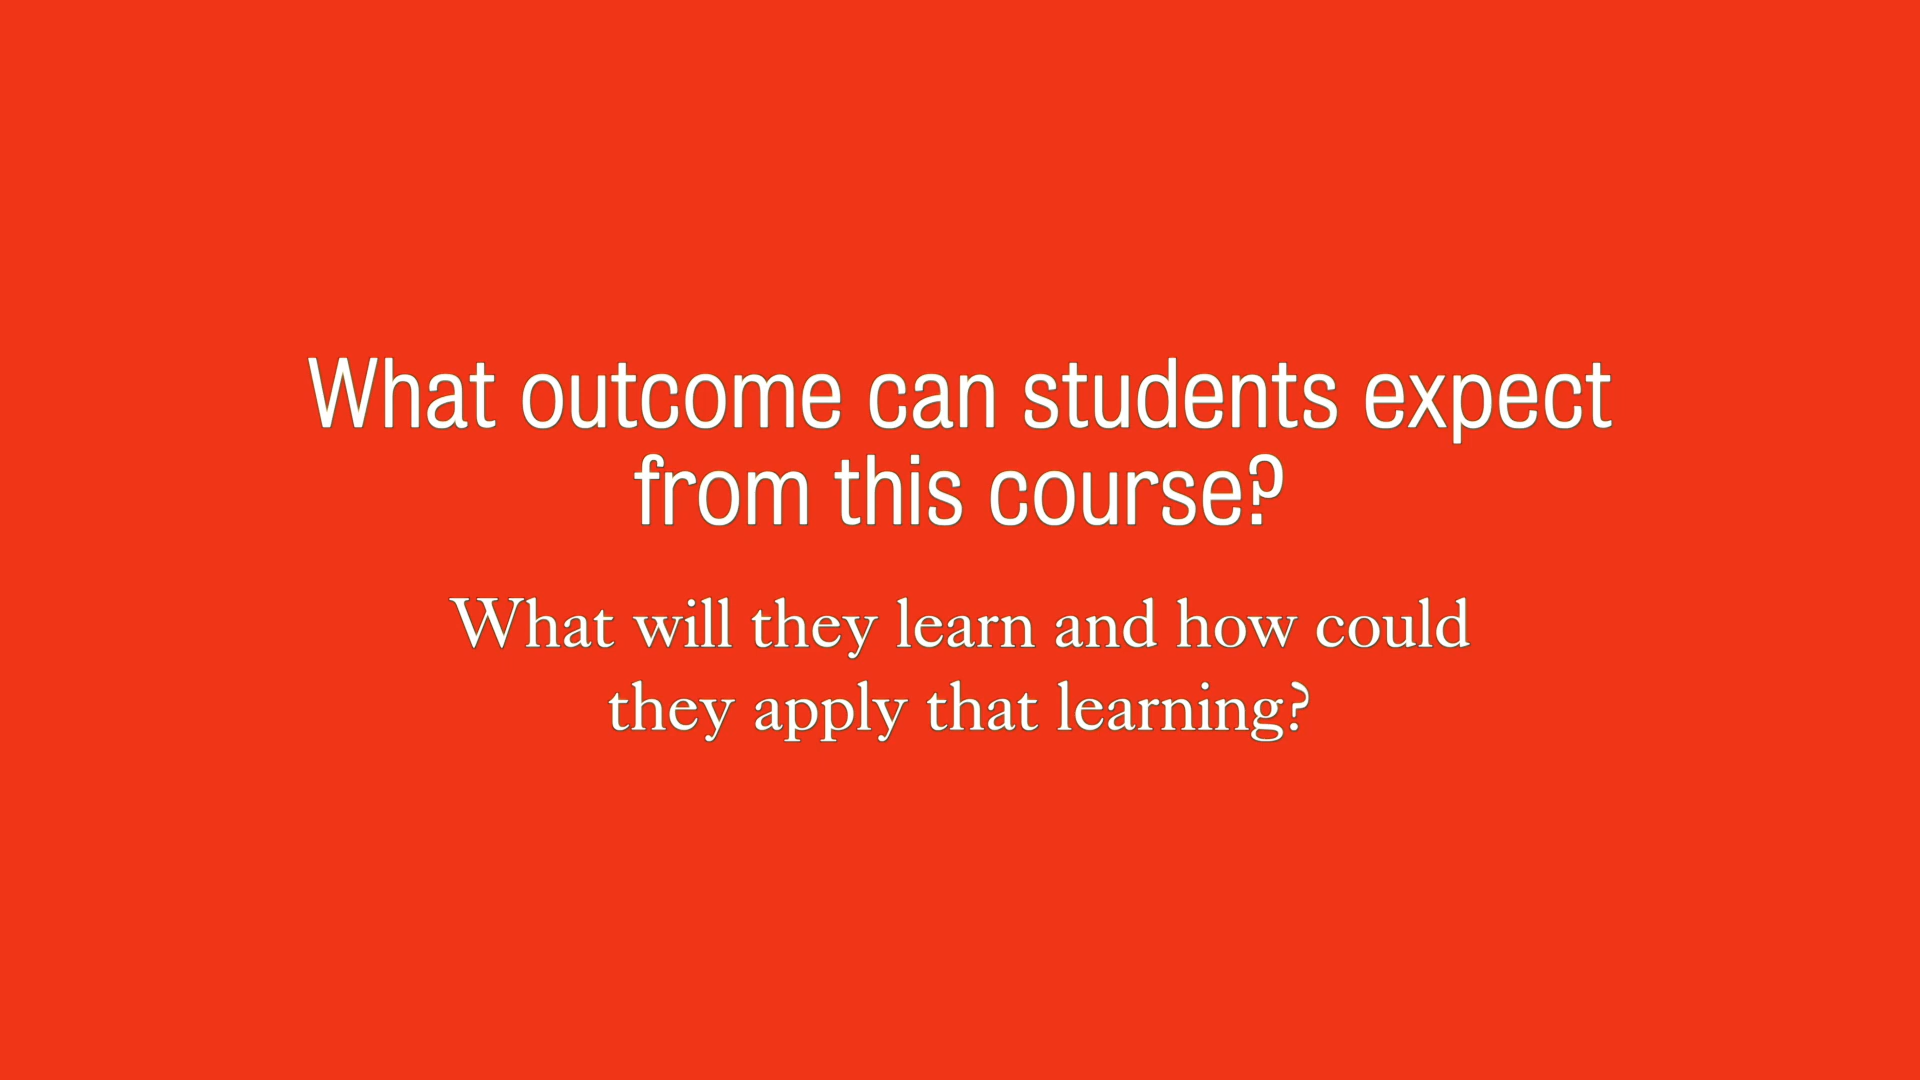 What outcome can students expect
from this course?
What will they learn and how could
they apply that learning?